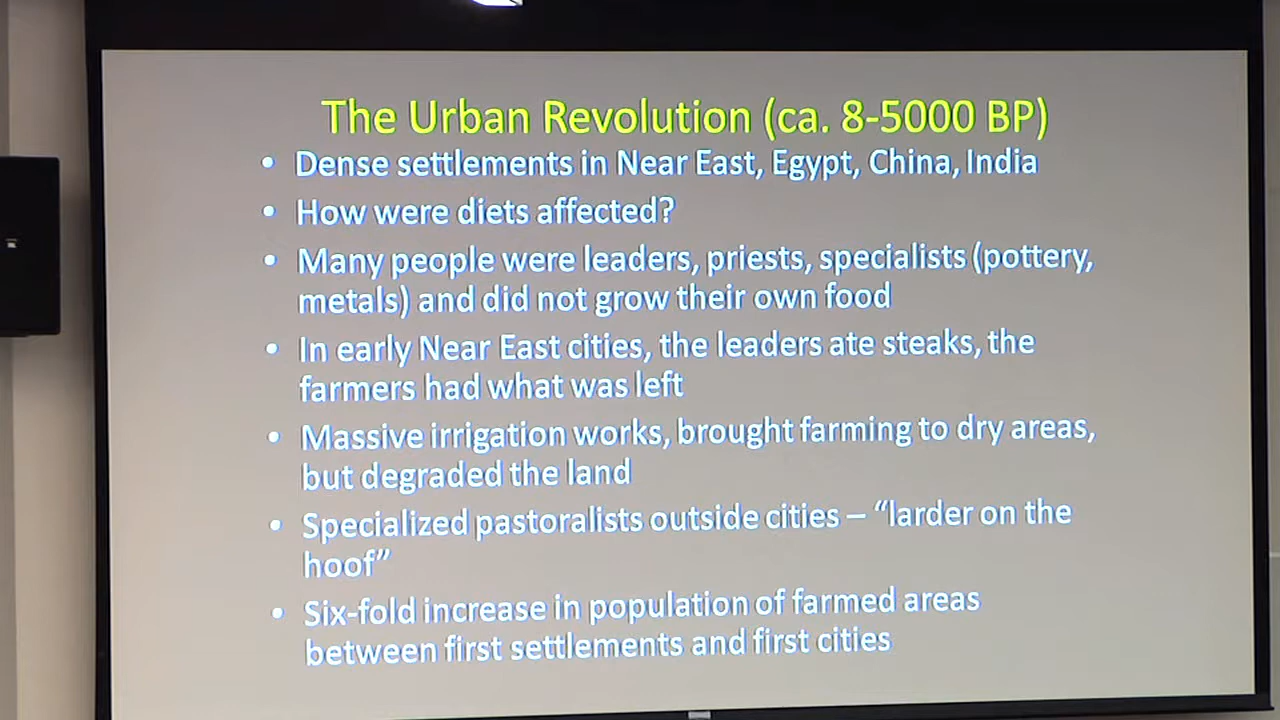 The Urban Revolution (ca. 8-5000 BP)
• Dense settlements in Near East, Egypt, China, India
• How were diets affected?
• Many people were leaders, priests, specialists (pottery,
metals) and did not grow their own food
• In early Near East cities, the leaders ate steaks, the
farmers had what was left
• Massive irrigation works, brought farming to dry areas,
but degraded the land
• Specialized pastoralists outside cities – “larder on the
hoof”
• Six-fold increase in population of farmed areas
between first settlements and first cities